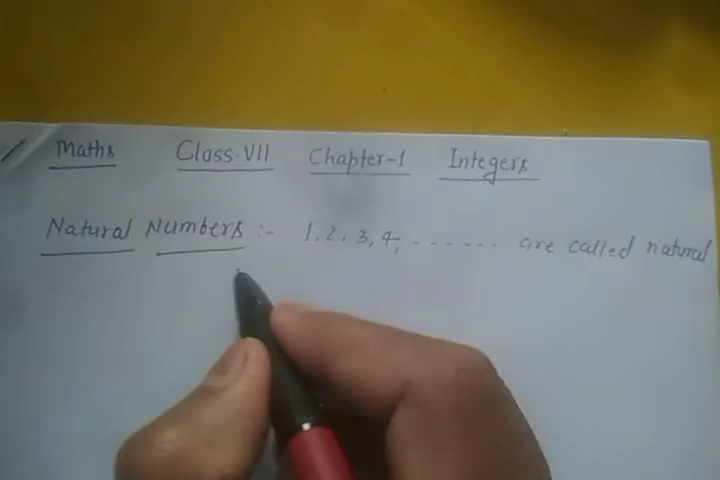 Maths Class-VII Chapter-1 Integers
Natural Numbers :- 1, 2, 3, 4, ------ are called natural